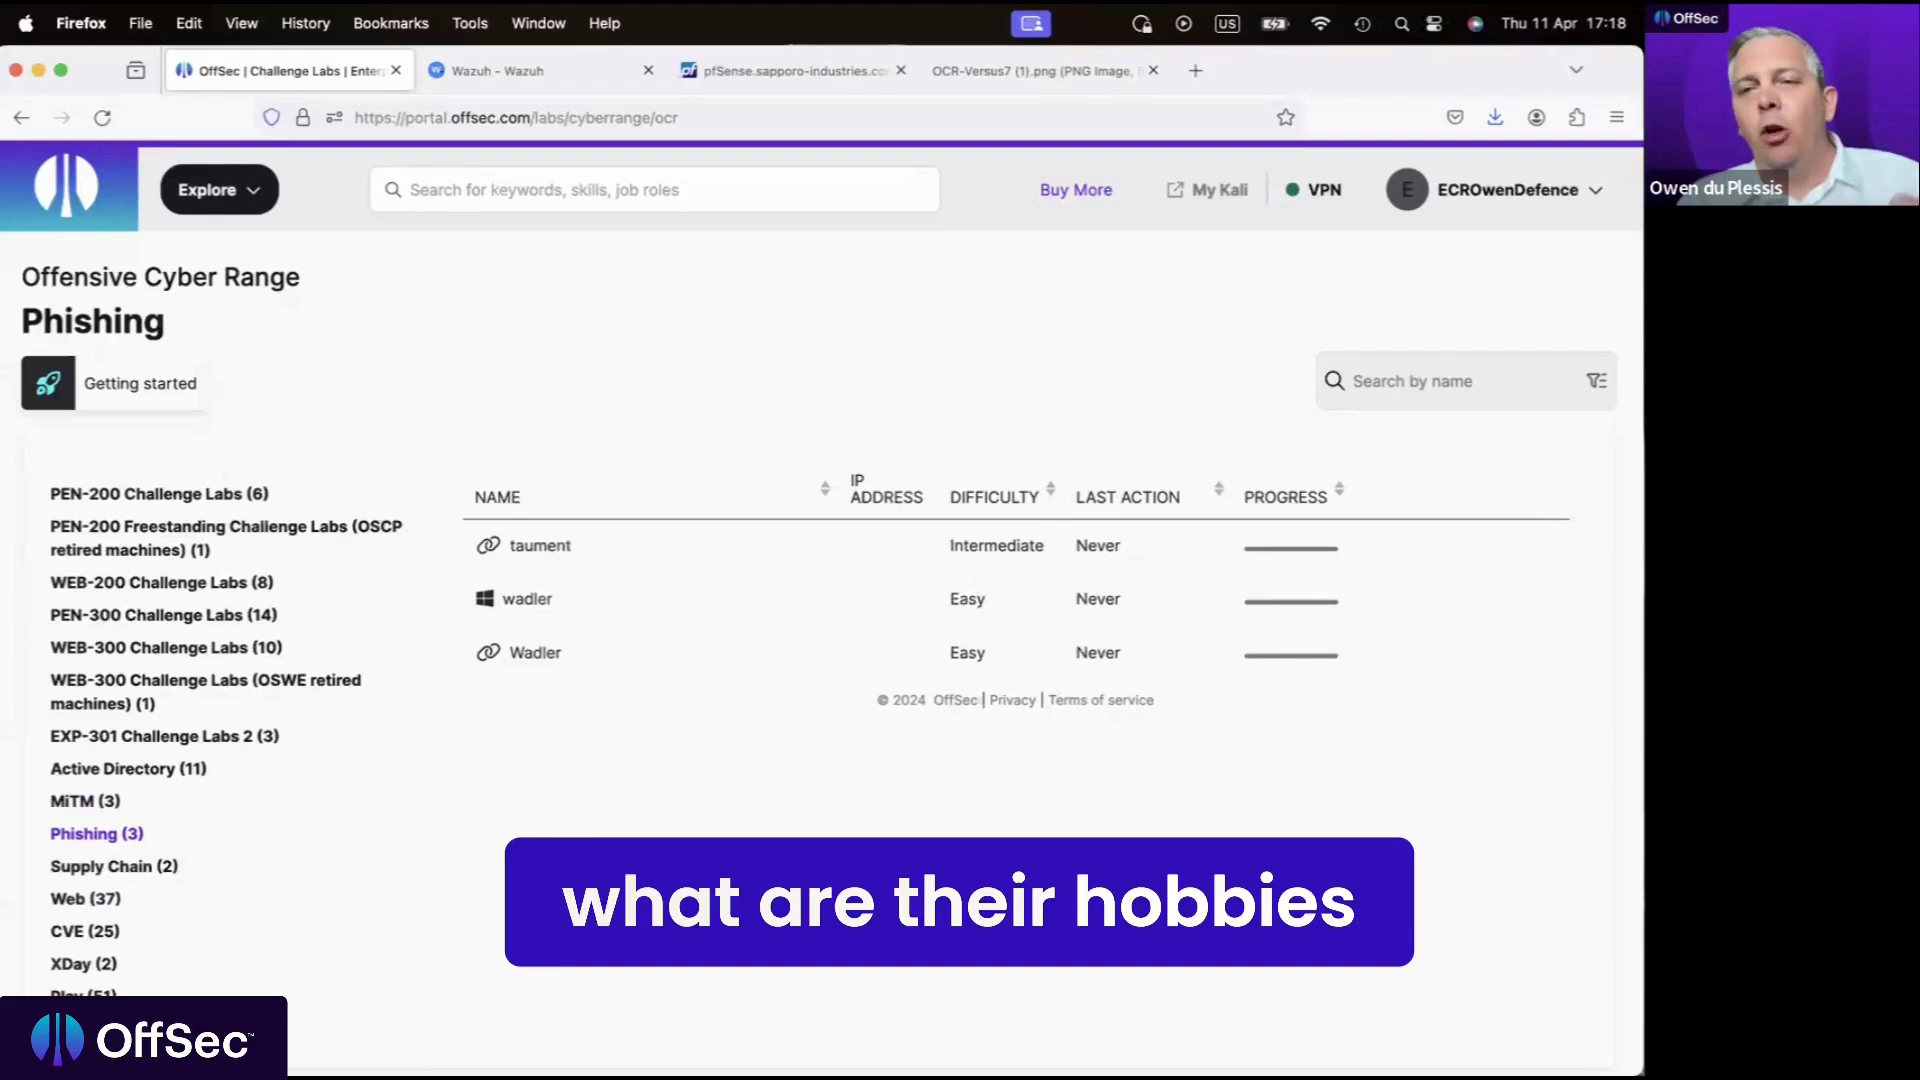 Firefox File Edit View History Bookmarks Tools Window Help
US
Thu 11 Apr 17:18
OffSec | Challenge Labs | Enter
Wazuh - Wazuh
pfSense.sapporo-industries.co
OCR-Versus7 (1).png (PNG Image,
https://portal.offsec.com/labs/cyberrange/ocr
OffSec
Owen du Plessis
Explore
Search for keywords, skills, job roles
Buy More
My Kali
VPN
E
ECROwenDefence
Offensive Cyber Range
Phishing
Getting started
Search by name
PEN-200 Challenge Labs (6)
PEN-200 Freestanding Challenge Labs (OSCP
retired machines) (1)
WEB-200 Challenge Labs (8)
PEN-300 Challenge Labs (14)
WEB-300 Challenge Labs (10)
WEB-300 Challenge Labs (OSWE retired
machines) (1)
EXP-301 Challenge Labs 2 (3)
Active Directory (11)
MiTM (3)
Phishing (3)
Supply Chain (2)
Web (37)
CVE (25)
XDay (2)
Play (51)
NAME
IP
ADDRESS
DIFFICULTY
LAST ACTION
PROGRESS
taument Intermediate Never
wadler Easy Never
Wadler Easy Never
© 2024 OffSec | Privacy | Terms of service
what are their hobbies
OffSec™